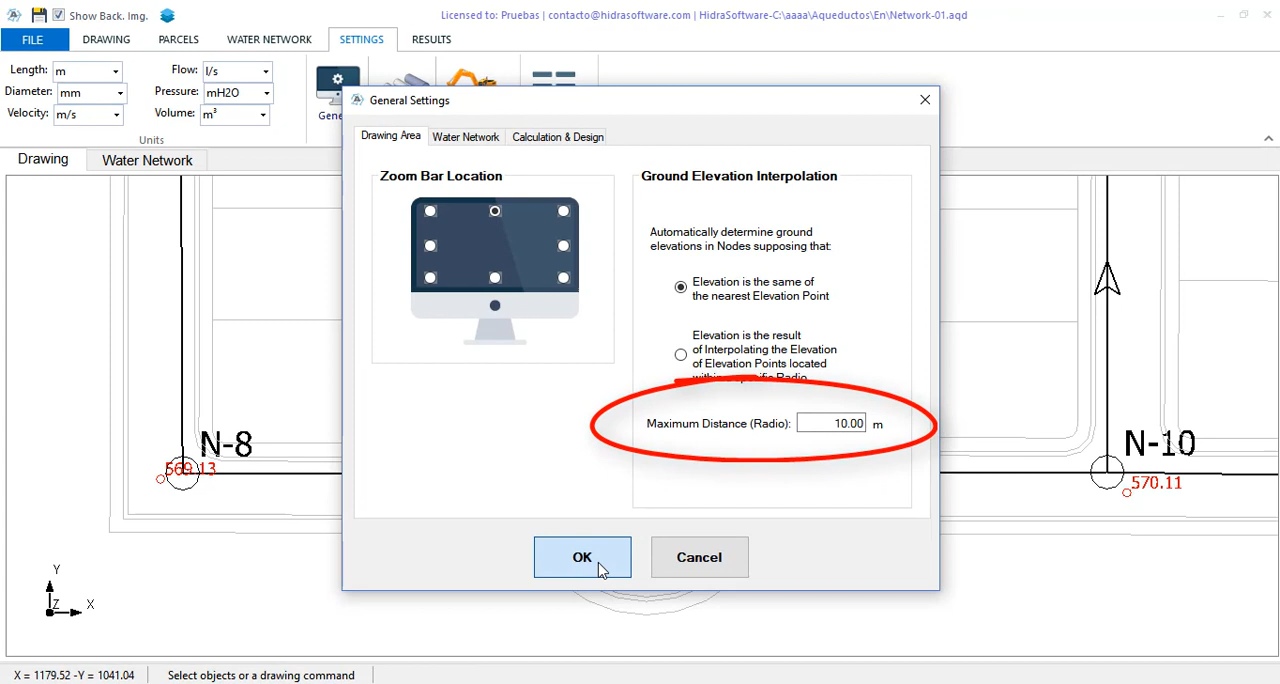 Show Back. Img.
Licensed to: Pruebas | contacto@hidrasoftware.com | HidraSoftware-C:\aaaa\Aqueductos\En\Network-01.aqd
FILE
DRAWING
PARCELS
WATER NETWORK
SETTINGS
RESULTS
Length: m
Flow: l/s
Diameter: mm
Pressure: mH2O
Velocity: m/s
Volume: m³
Units
Drawing
Water Network
General Settings
Drawing Area
Water Network
Calculation & Design
Zoom Bar Location
Ground Elevation Interpolation
Automatically determine ground
elevations in Nodes supposing that:
Elevation is the same of
the nearest Elevation Point
Elevation is the result
of Interpolating the Elevation
of Elevation Points located
within a specific Radio
Maximum Distance (Radio): 10.00 m
OK
Cancel
N-8
569.13
N-10
570.11
Y
Z
X
X = 1179.52 -Y = 1041.04
Select objects or a drawing command